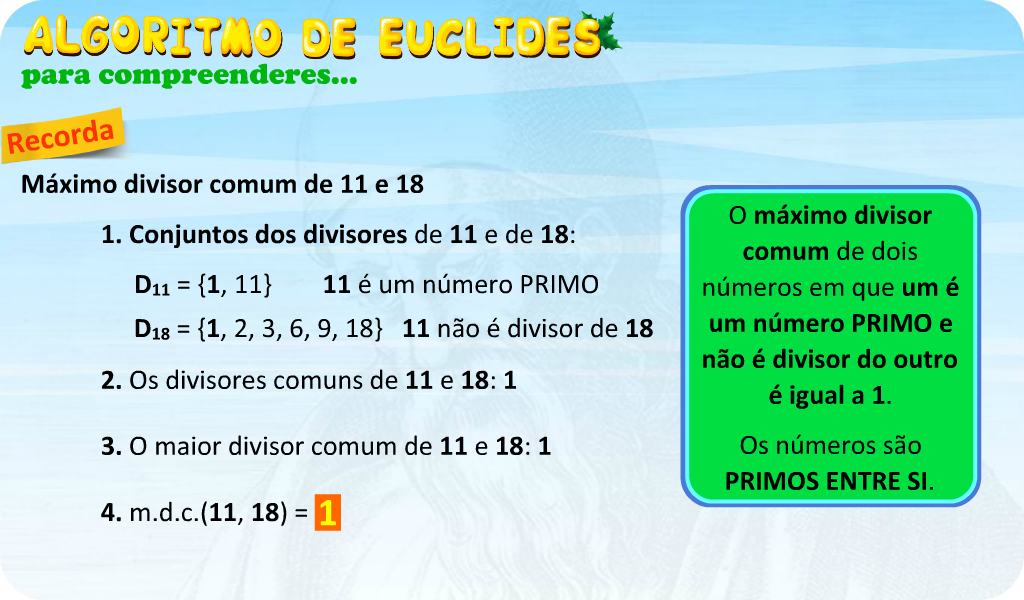 ALGORITMO DE EUCLIDES
para compreenderes...
Recorda
Máximo divisor comum de 11 e 18
1. Conjuntos dos divisores de 11 e de 18:
D₁₁ = {1, 11} 11 é um número PRIMO
D₁₈ = {1, 2, 3, 6, 9, 18} 11 não é divisor de 18
2. Os divisores comuns de 11 e 18: 1
3. O maior divisor comum de 11 e 18: 1
4. m.d.c.(11, 18) = 1
O máximo divisor
comum de dois
números em que um é
um número PRIMO e
não é divisor do outro
é igual a 1.
Os números são
PRIMOS ENTRE SI.